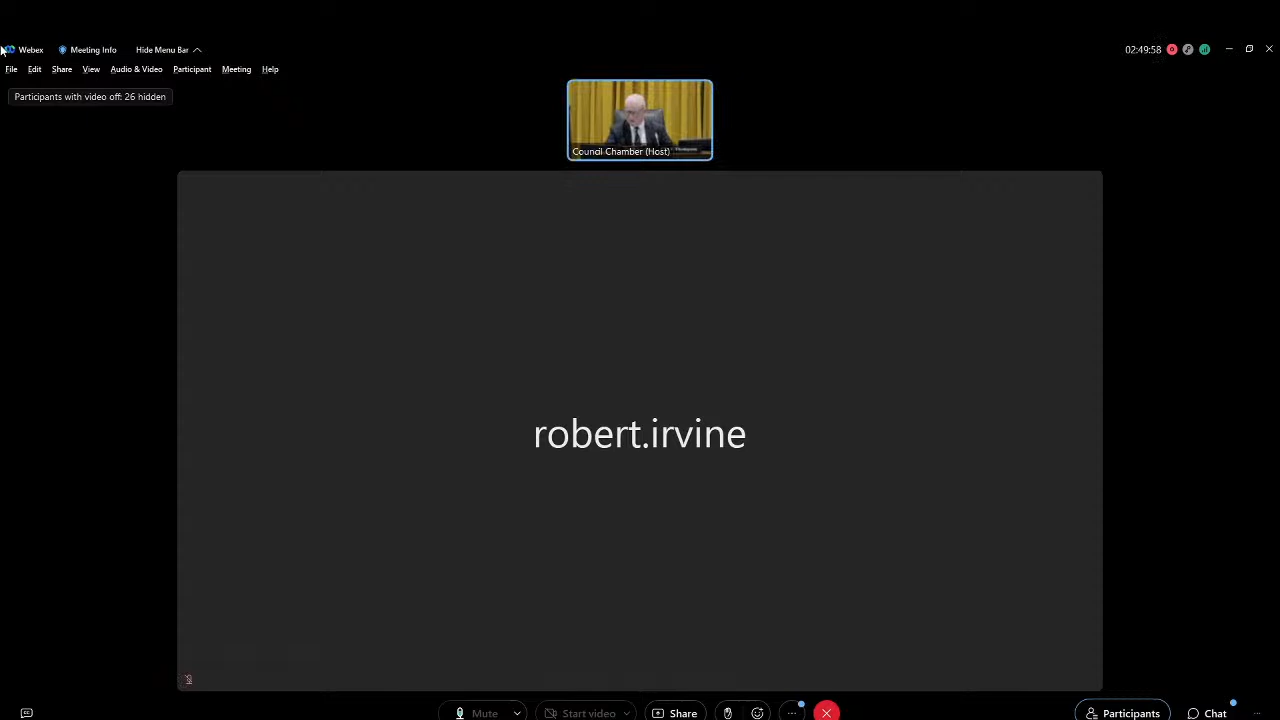 Webex Meeting Info Hide Menu Bar 02:49:58
File Edit Share View Audio & Video Participant Meeting Help
Participants with video off: 26 hidden
Council Chamber (Host)
robert.irvine
Mute Start video Share Participants Chat